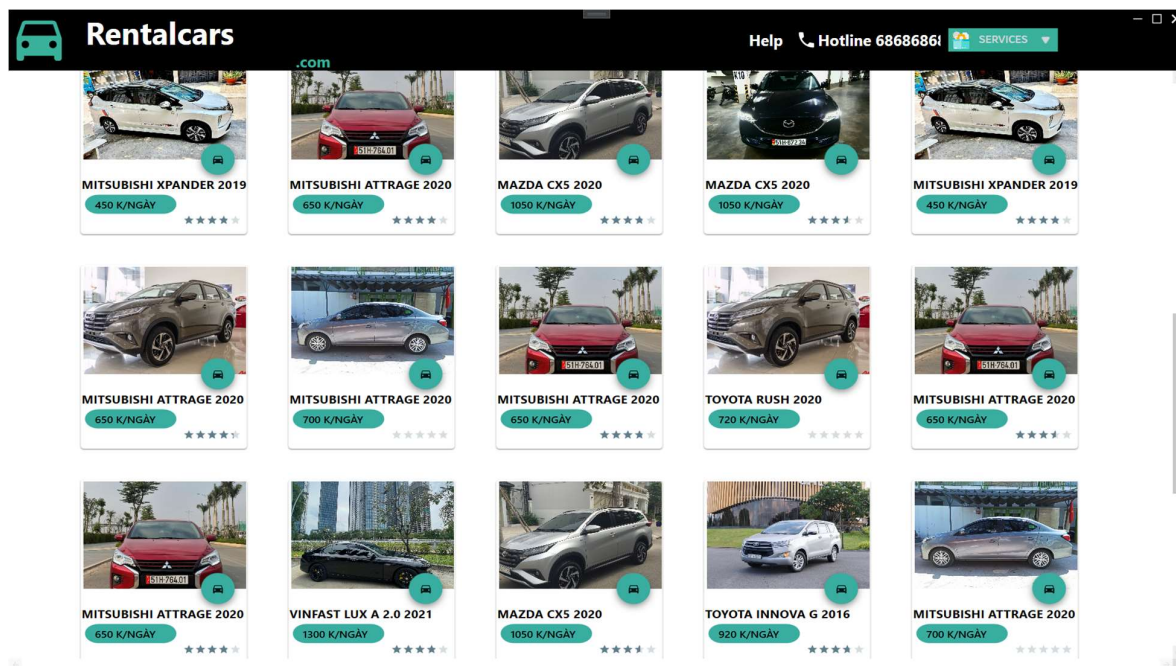 Rentalcars
.com
Help Hotline 6868686 SERVICES
MITSUBISHI XPANDER 2019 MITSUBISHI ATTRAGE 2020 MAZDA CX5 2020 MAZDA CX5 2020 MITSUBISHI XPANDER 2019
450 K/NGÀY 650 K/NGÀY 1050 K/NGÀY 1050 K/NGÀY 450 K/NGÀY
MITSUBISHI ATTRAGE 2020 MITSUBISHI ATTRAGE 2020 MITSUBISHI ATTRAGE 2020 TOYOTA RUSH 2020 MITSUBISHI ATTRAGE 2020
650 K/NGÀY 700 K/NGÀY 650 K/NGÀY 720 K/NGÀY 650 K/NGÀY
MITSUBISHI ATTRAGE 2020 VINFAST LUX A 2.0 2021 MAZDA CX5 2020 TOYOTA INNOVA G 2016 MITSUBISHI ATTRAGE 2020
650 K/NGÀY 1300 K/NGÀY 1050 K/NGÀY 920 K/NGÀY 700 K/NGÀY